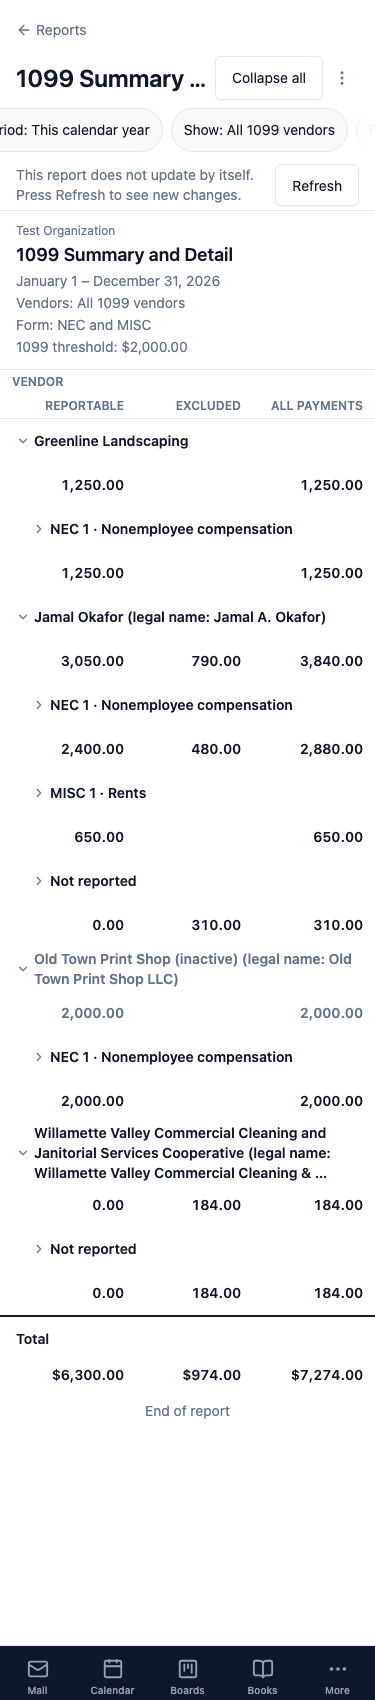 Reports
1099 Summary ...
Collapse all
riod: This calendar year
Show: All 1099 vendors
This report does not update by itself.
Press Refresh to see new changes.
Refresh
Test Organization
1099 Summary and Detail
January 1 – December 31, 2026
Vendors: All 1099 vendors
Form: NEC and MISC
1099 threshold: $2,000.00
VENDOR
REPORTABLE EXCLUDED ALL PAYMENTS
Greenline Landscaping
1,250.00 1,250.00
NEC 1 · Nonemployee compensation
1,250.00 1,250.00
Jamal Okafor (legal name: Jamal A. Okafor)
3,050.00 790.00 3,840.00
NEC 1 · Nonemployee compensation
2,400.00 480.00 2,880.00
MISC 1 · Rents
650.00 650.00
Not reported
0.00 310.00 310.00
Old Town Print Shop (inactive) (legal name: Old
Town Print Shop LLC)
2,000.00 2,000.00
NEC 1 · Nonemployee compensation
2,000.00 2,000.00
Willamette Valley Commercial Cleaning and
Janitorial Services Cooperative (legal name:
Willamette Valley Commercial Cleaning & ...
0.00 184.00 184.00
Not reported
0.00 184.00 184.00
Total
$6,300.00 $974.00 $7,274.00
End of report
Mail Calendar Boards Books More